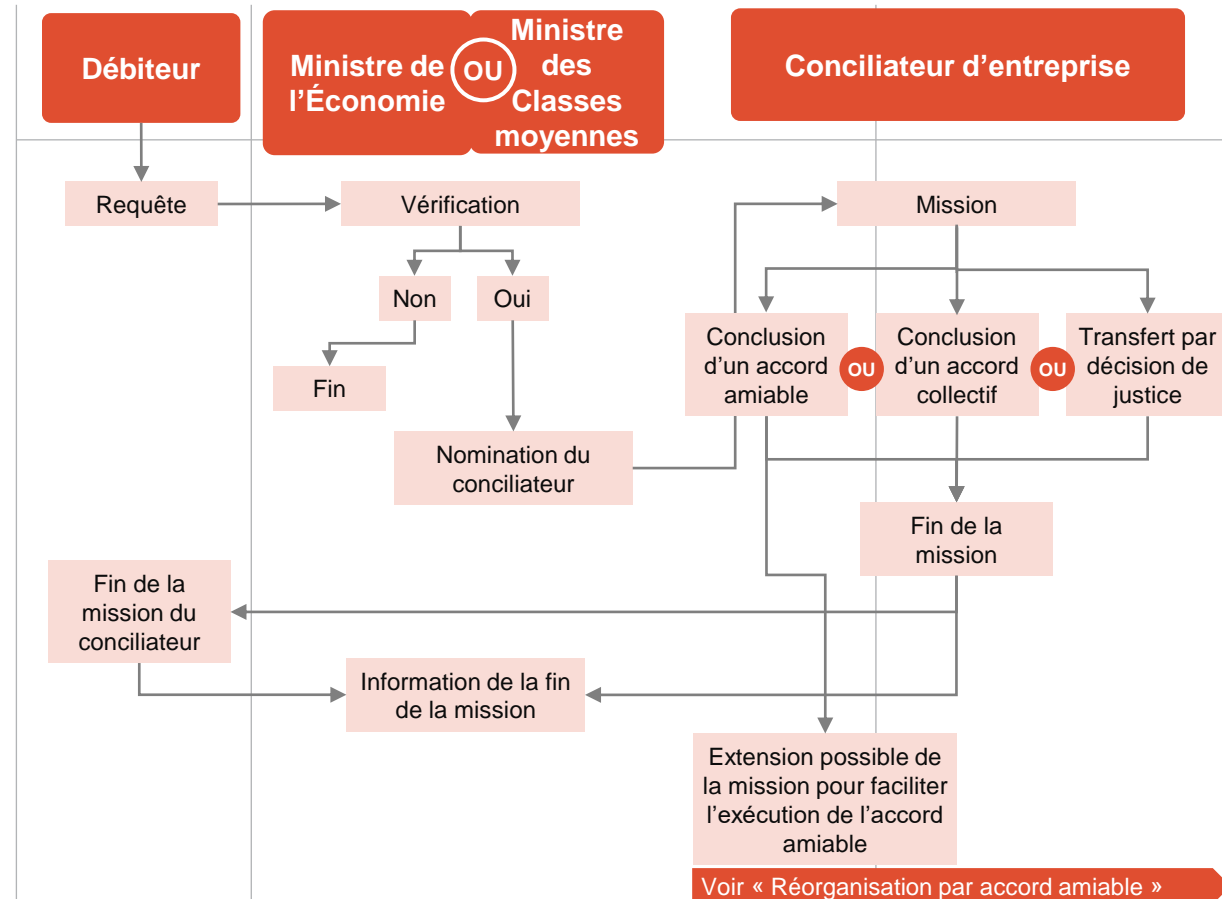 Débiteur
Ministre de
l'Économie
OU
Ministre
des
Classes
moyennes
Conciliateur d'entreprise
Requête
Vérification
Mission
Non
Oui
Fin
Conclusion
d'un accord
amiable
OU
Conclusion
d'un accord
collectif
OU
Transfert par
décision de
justice
Nomination du
conciliateur
Fin de la
mission
Fin de la
mission du
conciliateur
Information de la fin
de la mission
Extension possible de
la mission pour faciliter
l'exécution de l'accord
amiable
Voir « Réorganisation par accord amiable »